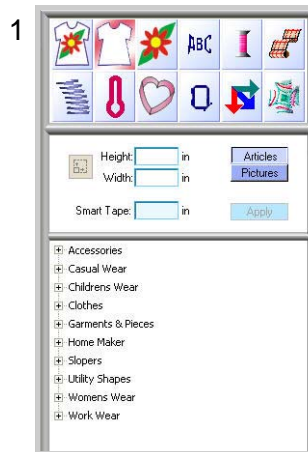 1
ABC
Height: in
Width: in
Articles
Pictures
Smart Tape: in
Apply
Accessories
Casual Wear
Childrens Wear
Clothes
Garments & Pieces
Home Maker
Slopers
Utility Shapes
Womens Wear
Work Wear